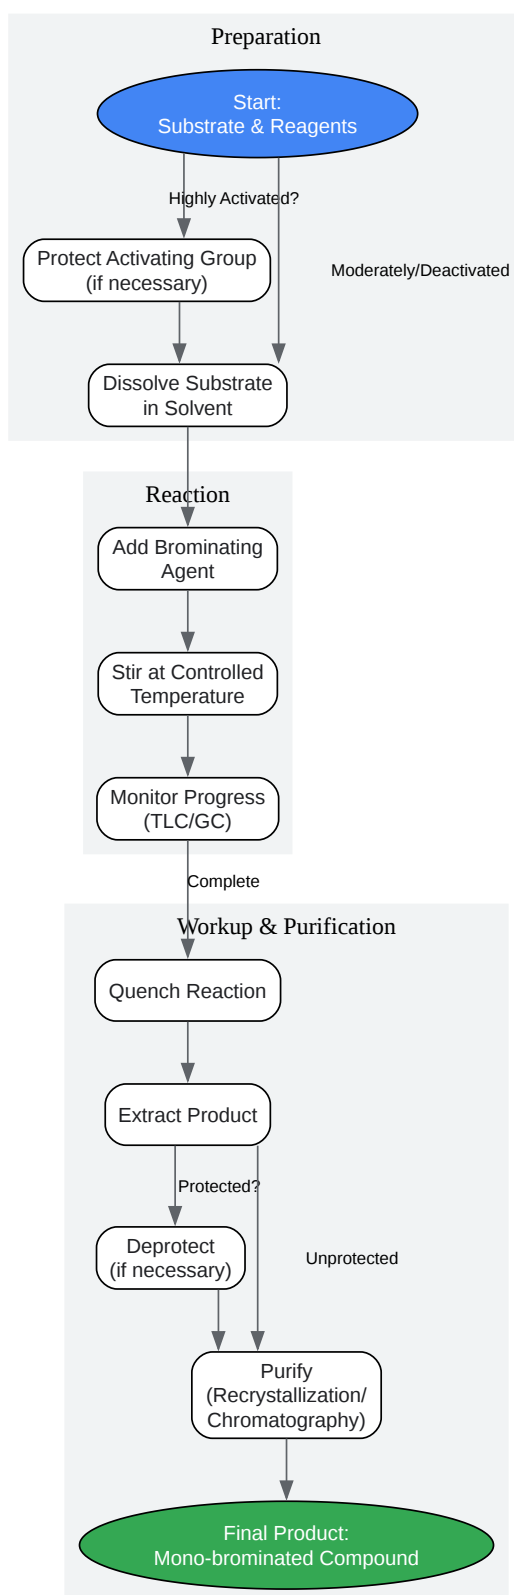 Preparation
Start:
Substrate & Reagents
Highly Activated?
Protect Activating Group
(if necessary)
Moderately/Deactivated
Dissolve Substrate
in Solvent
Reaction
Add Brominating
Agent
Stir at Controlled
Temperature
Monitor Progress
(TLC/GC)
Complete
Workup & Purification
Quench Reaction
Extract Product
Protected?
Deprotect
(if necessary)
Unprotected
Purify
(Recrystallization/
Chromatography)
Final Product:
Mono-brominated Compound